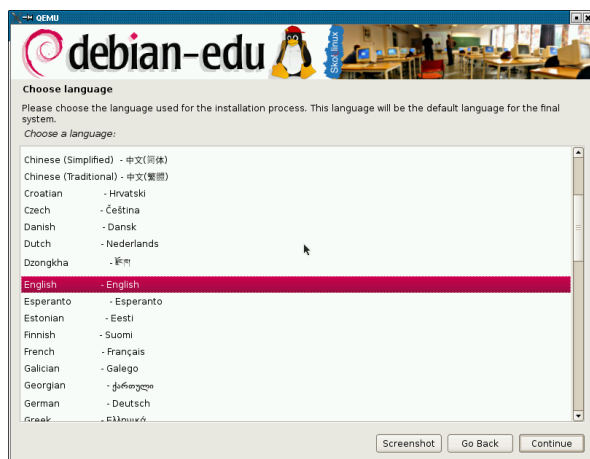 QEMU
debian-edu
Skolelinux
Choose language
Please choose the language used for the installation process. This language will be the default language for the final
system.
Choose a language:
Chinese (Simplified) - 中文(简体)
Chinese (Traditional) - 中文(繁體)
Croatian - Hrvatski
Czech - Čeština
Danish - Dansk
Dutch - Nederlands
Dzongkha - རྫོང་ཁ།
English - English
Esperanto - Esperanto
Estonian - Eesti
Finnish - Suomi
French - Français
Galician - Galego
Georgian - ქართული
German - Deutsch
Greek - Ελληνικά
Screenshot Go Back Continue